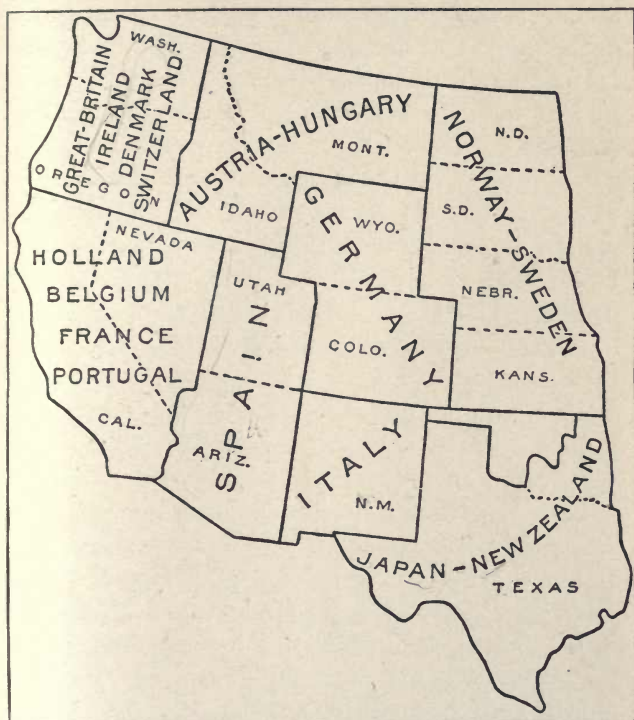 WASH.
GREAT-BRITAIN
IRELAND
DENMARK
SWITZERLAND
OREGON
AUSTRIA-HUNGARY
MONT.
IDAHO
NORWAY-SWEDEN
N.D.
S.D.
NEBR.
KANS.
GERMANY
WYO.
COLO.
NEVADA
HOLLAND
BELGIUM
FRANCE
PORTUGAL
CAL.
UTAH
SPAIN
ARIZ.
ITALY
N.M.
JAPAN-NEW ZEALAND
TEXAS